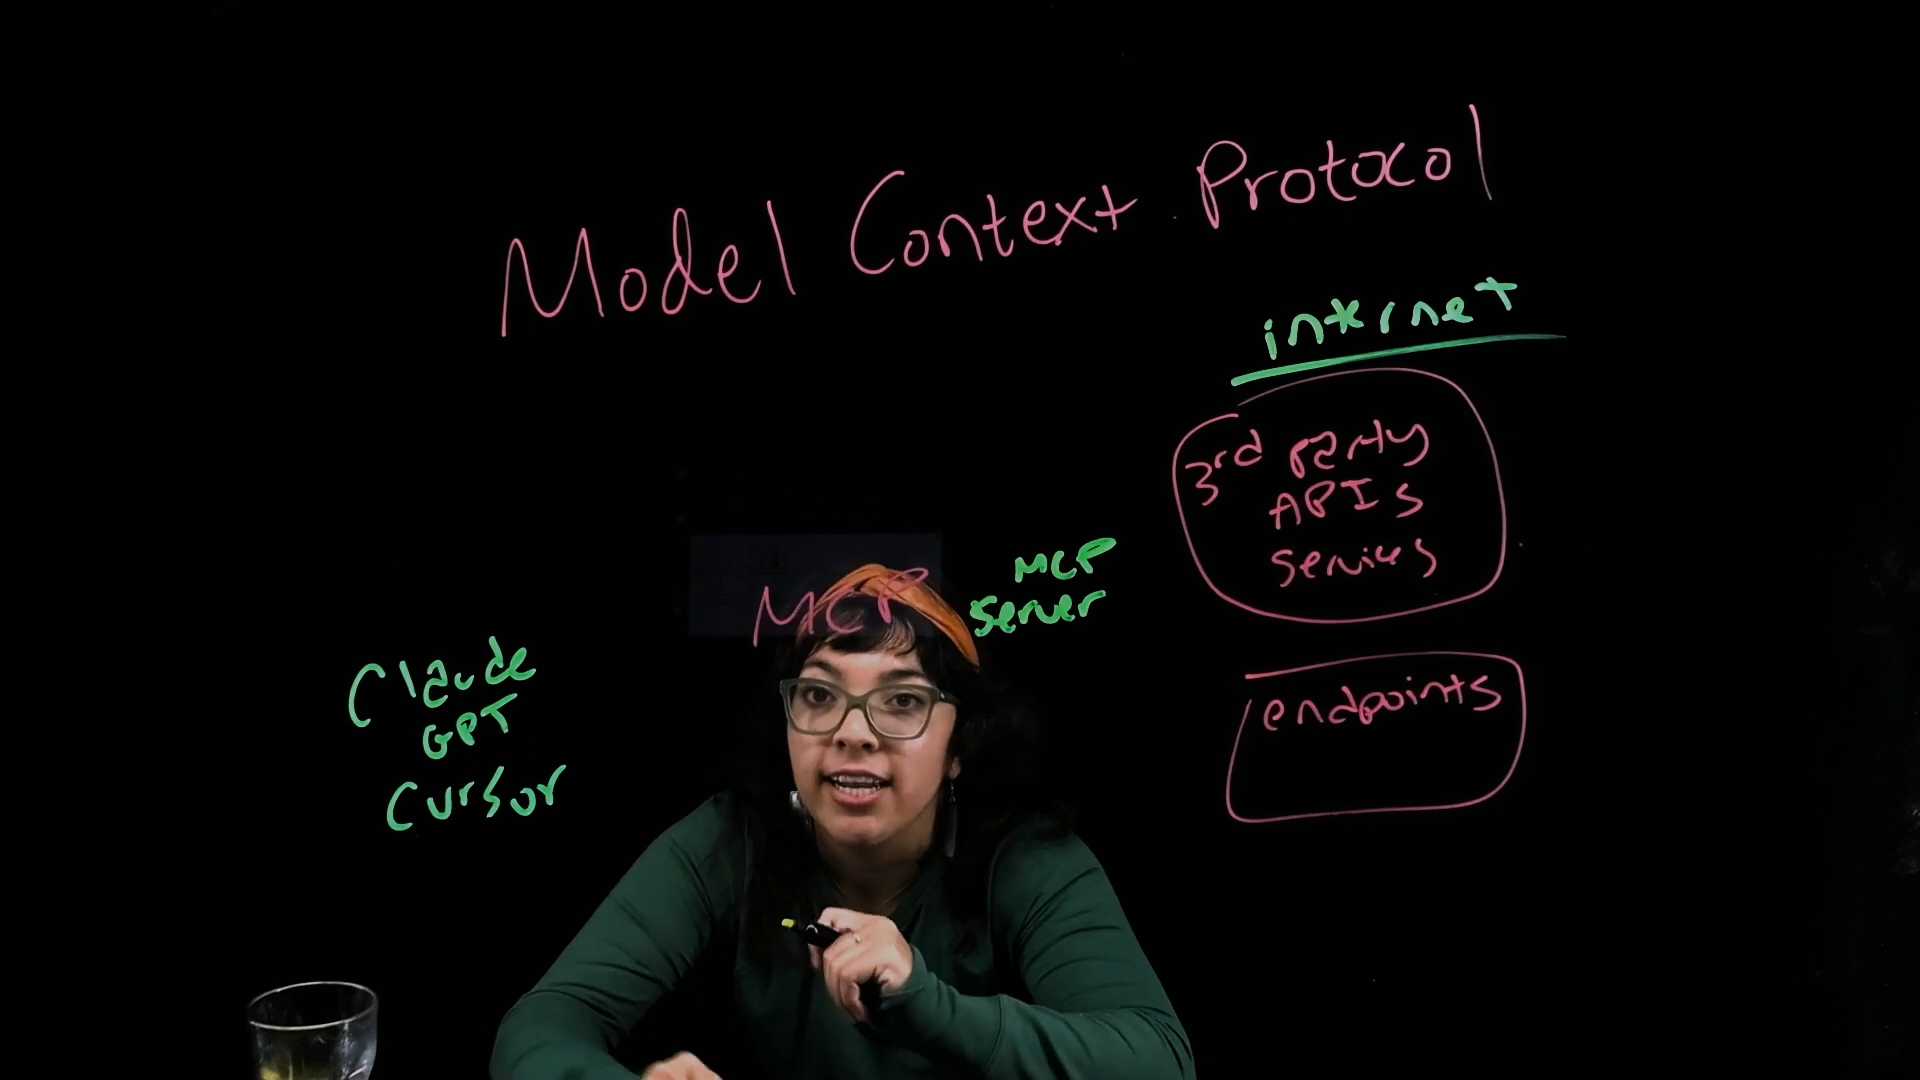 Model Context Protocol
internet
3rd party
APIs
services
MCP
MCP
server
Claude
GPT
Cursor
endpoints